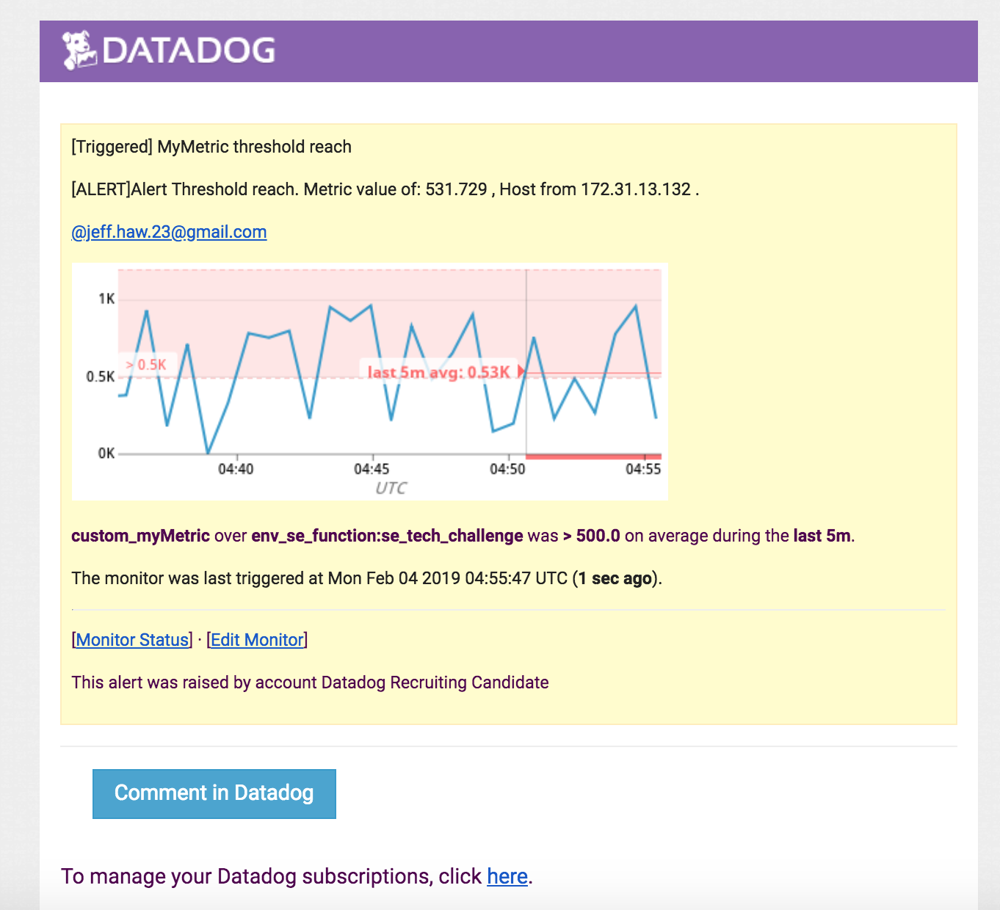 DATADOG
[Triggered] MyMetric threshold reach
[ALERT]Alert Threshold reach. Metric value of: 531.729 , Host from 172.31.13.132 .
@jeff.haw.23@gmail.com
1K
> 0.5K
0.5K
last 5m avg: 0.53K
0K
04:40 04:45 04:50 04:55
UTC
custom_myMetric over env_se_function:se_tech_challenge was > 500.0 on average during the last 5m.
The monitor was last triggered at Mon Feb 04 2019 04:55:47 UTC (1 sec ago).
[Monitor Status] · [Edit Monitor]
This alert was raised by account Datadog Recruiting Candidate
Comment in Datadog
To manage your Datadog subscriptions, click here.